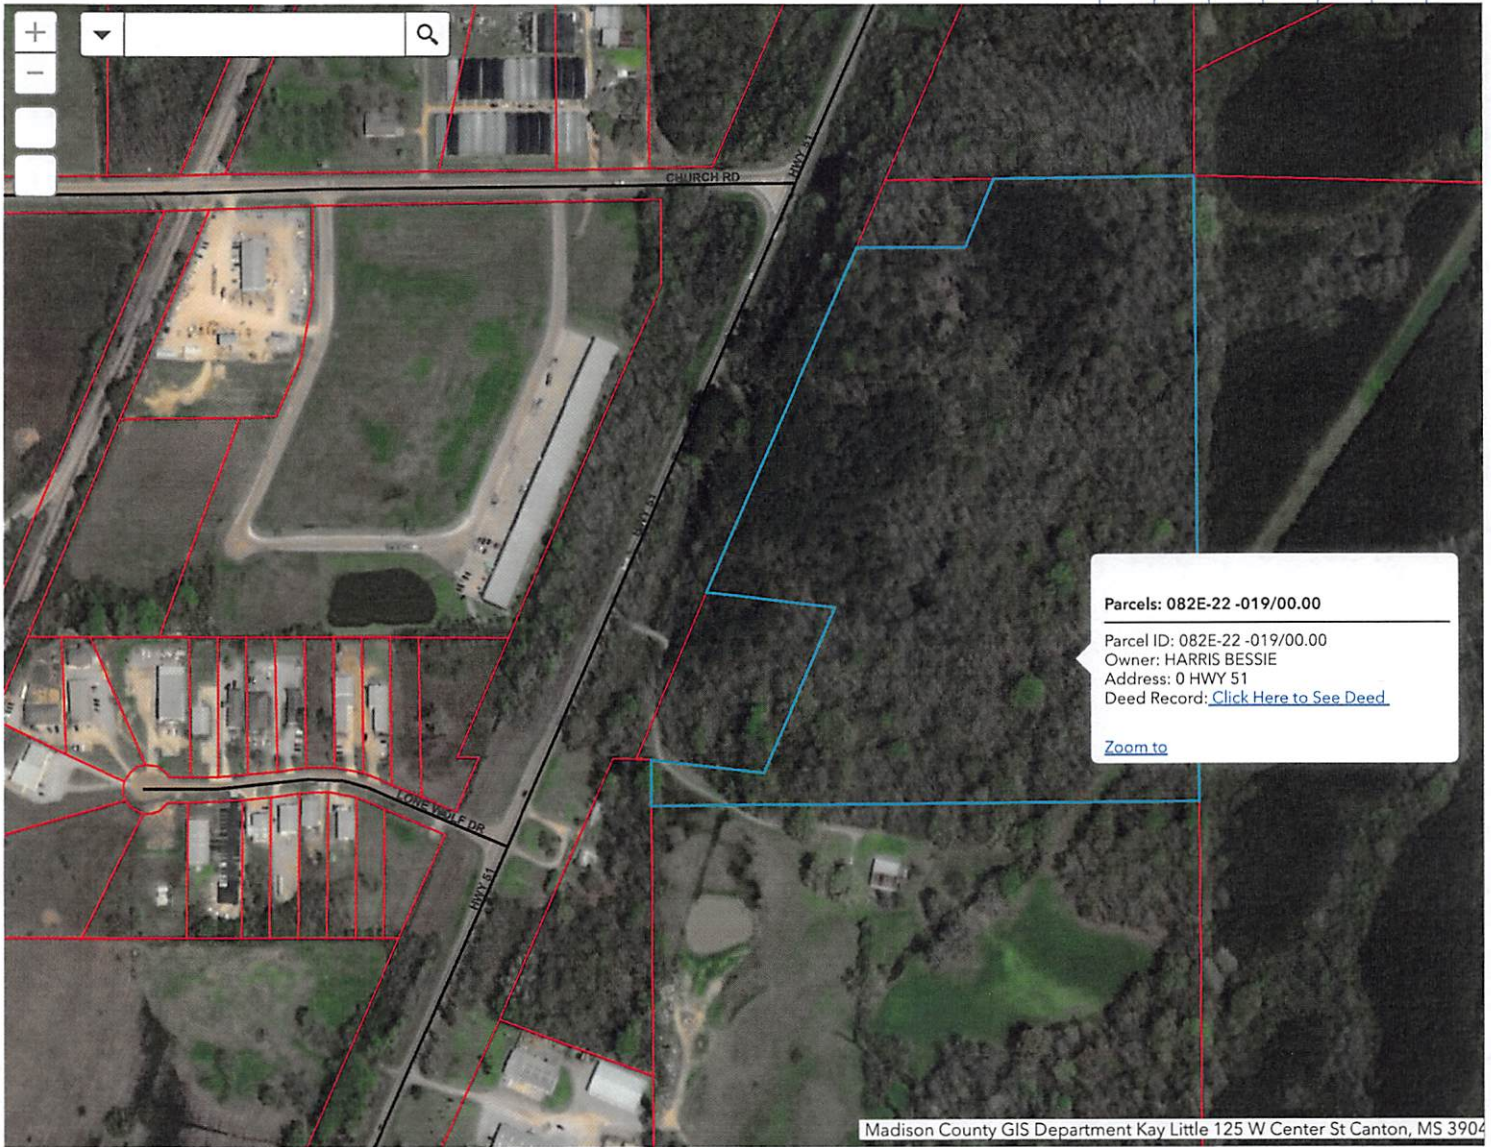 +
−
CHURCH RD
HWY 51
HWY 51
Parcels: 082E-22 -019/00.00
Parcel ID: 082E-22 -019/00.00
Owner: HARRIS BESSIE
Address: 0 HWY 51
Deed Record: Click Here to See Deed
Zoom to
LONE WOLF DR
HWY 51
Madison County GIS Department Kay Little 125 W Center St Canton, MS 3904